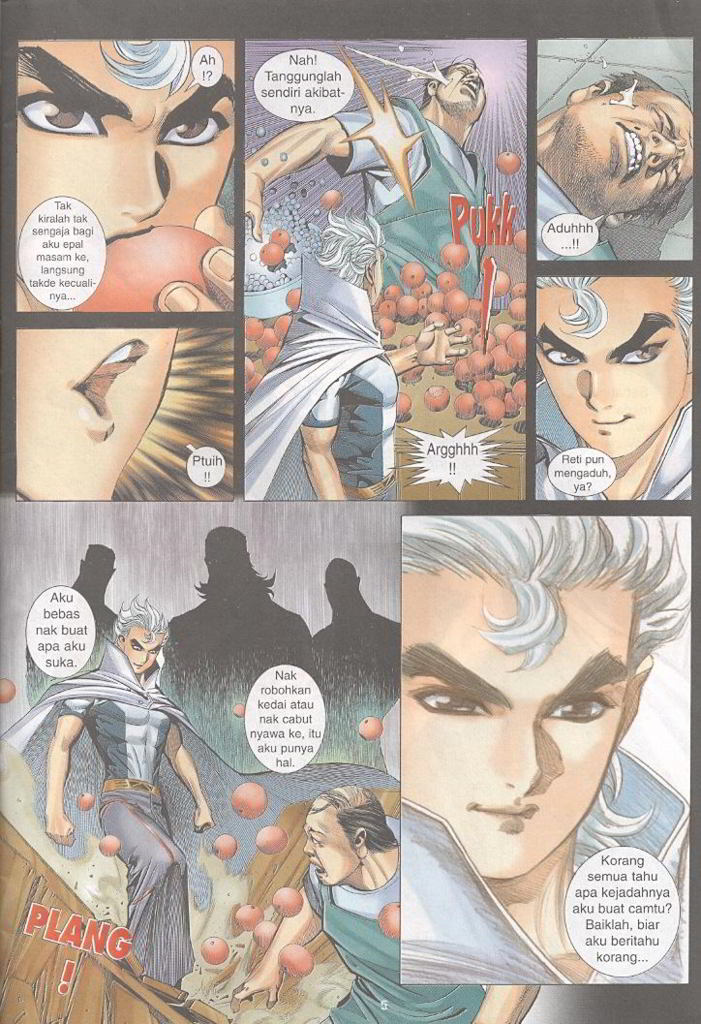 Ah
!?
Tak
kiralah tak
sengaja bagi
aku epal
masam ke,
langsung
takde kecuali-
nya...
Ptuih
!!
Nah!
Tanggunglah
sendiri akibat-
nya.
Pukk
!
Argghhh
!!
Aduhhh
...!!
Reti pun
mengaduh,
ya?
Aku
bebas
nak buat
apa aku
suka.
Nak
robohkan
kedai atau
nak cabut
nyawa ke, itu
aku punya
hal.
PLANG
!
Korang
semua tahu
apa kejadahnya
aku buat camtu?
Baiklah, biar
aku beritahu
korang...
5